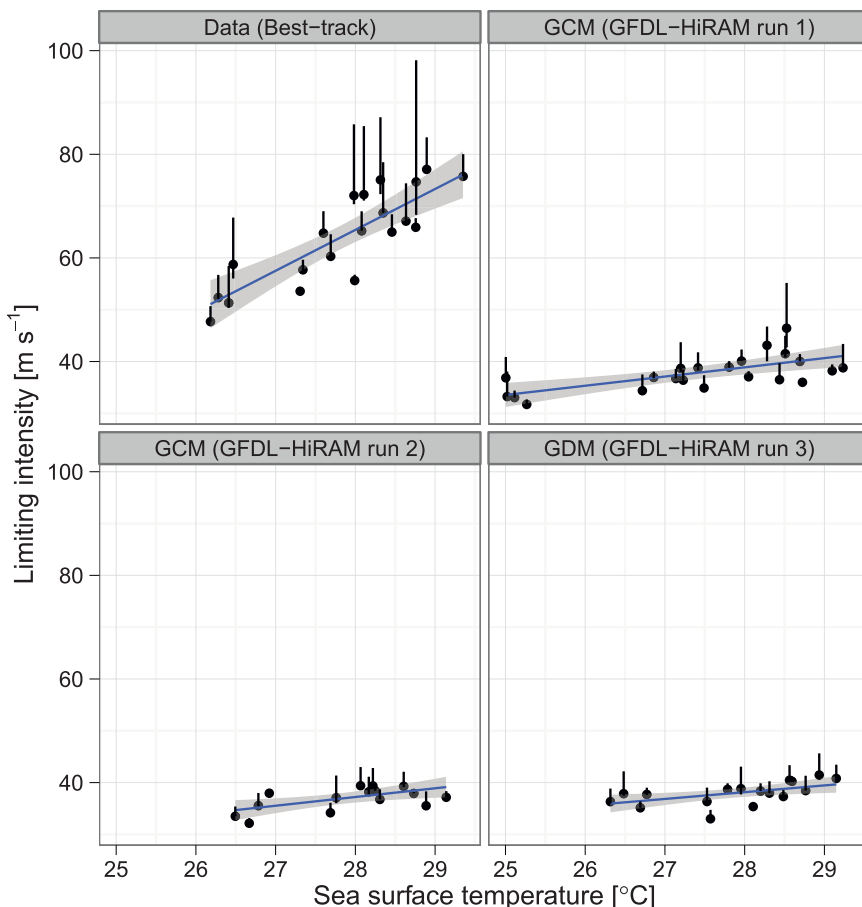 Data (Best−track)
GCM (GFDL−HiRAM run 1)
100
80
60
40
GCM (GFDL−HiRAM run 2)
GDM (GFDL−HiRAM run 3)
100
80
60
40
25 26 27 28 29
25 26 27 28 29
Limiting intensity [m s⁻¹]
Sea surface temperature [°C]